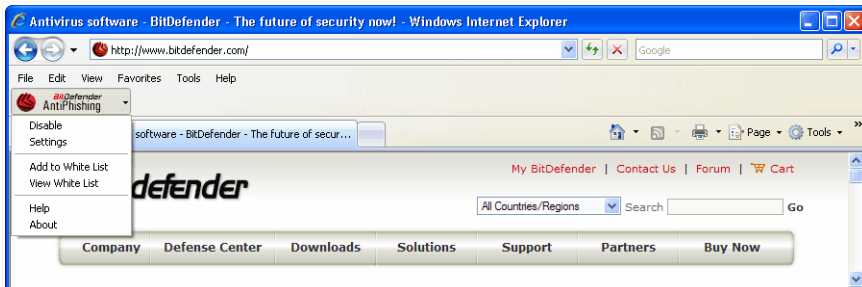 Antivirus software - BitDefender - The future of security now! - Windows Internet Explorer
http://www.bitdefender.com/
Google
File Edit View Favorites Tools Help
BitDefender
AntiPhishing
software - BitDefender - The future of secur...
Page Tools »
Disable
Settings
Add to White List
View White List
Help
About
defender
My BitDefender | Contact Us | Forum | Cart
All Countries/Regions Search Go
Company Defense Center Downloads Solutions Support Partners Buy Now